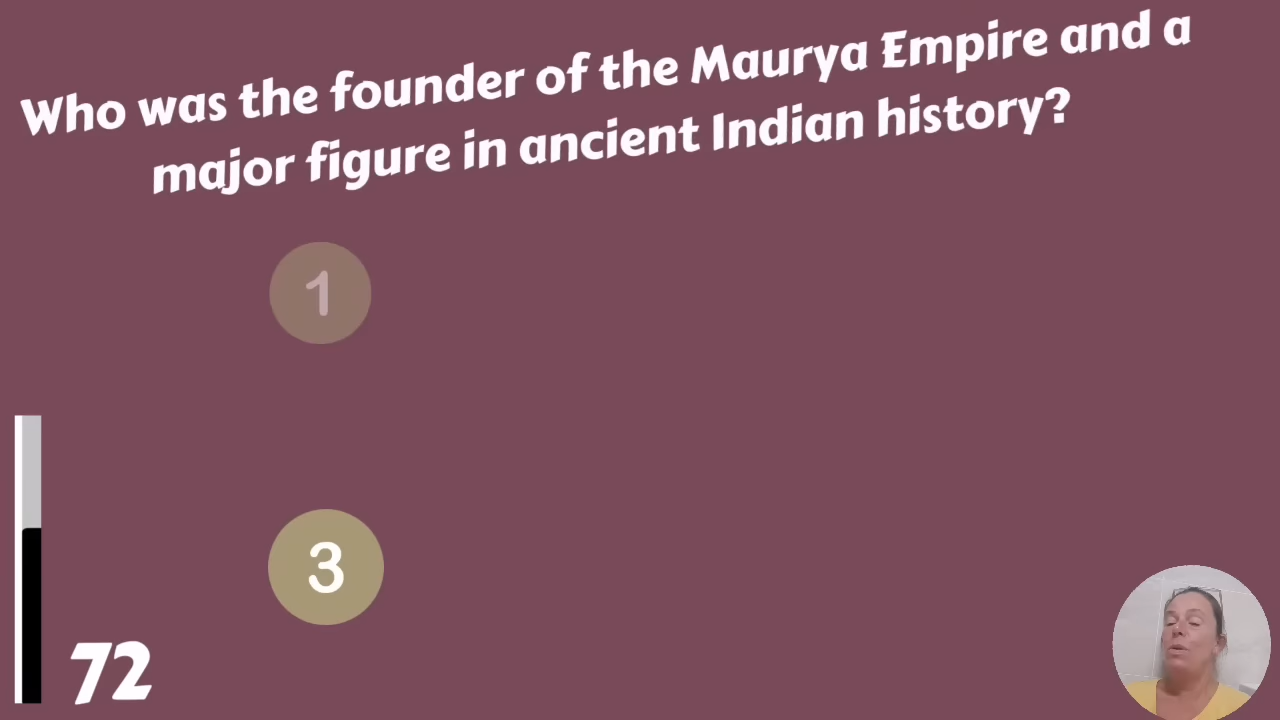 Who was the founder of the Maurya Empire and a
major figure in ancient Indian history?
1
3
72